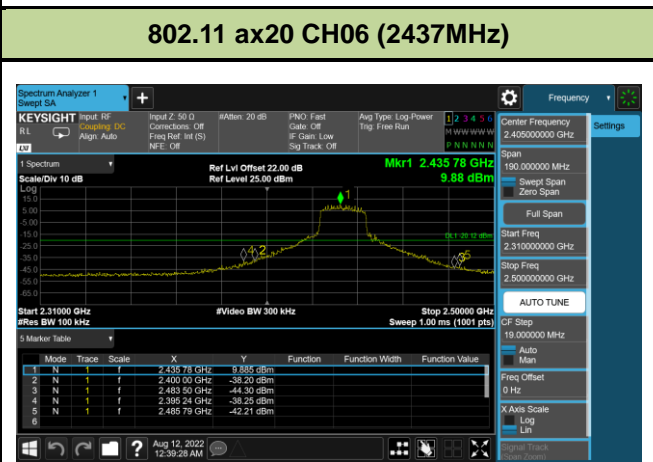 802.11 ax20 CH06 (2437MHz)
Spectrum Analyzer 1
Swept SA
Frequency
KEYSIGHT
RL
LXI
Input: RF
Coupling: DC
Align: Auto
Input Z: 50 Ω
Corrections: Off
Freq Ref: Int (S)
NFE: Off
#Atten: 20 dB
PNO: Fast
Gate: Off
IF Gain: Low
Sig Track: Off
Avg Type: Log-Power
Trig: Free Run
1 2 3 4 5 6
M W W W W W
P N N N N N
Center Frequency
2.405000000 GHz
Settings
1 Spectrum
Scale/Div 10 dB
Ref Lvl Offset 22.00 dB
Ref Level 25.00 dBm
Mkr1 2.435 78 GHz
9.88 dBm
Span
190.000000 MHz
Swept Span
Zero Span
Full Span
Log
15.0
5.00
-5.00
-15.0
-25.0
-35.0
-45.0
-55.0
-65.0
1
DL1 -20.12 dBm
Start Freq
2.310000000 GHz
Stop Freq
2.500000000 GHz
AUTO TUNE
Start 2.31000 GHz
#Res BW 100 kHz
#Video BW 300 kHz
Stop 2.50000 GHz
Sweep 1.00 ms (1001 pts)
CF Step
19.000000 MHz
Auto
Man
5 Marker Table
Mode Trace Scale X Y Function Function Width Function Value
1 N 1 f 2.435 78 GHz 9.885 dBm
2 N 1 f 2.400 00 GHz -38.20 dBm
3 N 1 f 2.483 50 GHz -44.30 dBm
4 N 1 f 2.395 24 GHz -38.25 dBm
5 N 1 f 2.485 79 GHz -42.21 dBm
6
Freq Offset
0 Hz
X Axis Scale
Log
Lin
Signal Track
(Span Zoom)
Aug 12, 2022
12:39:28 AM